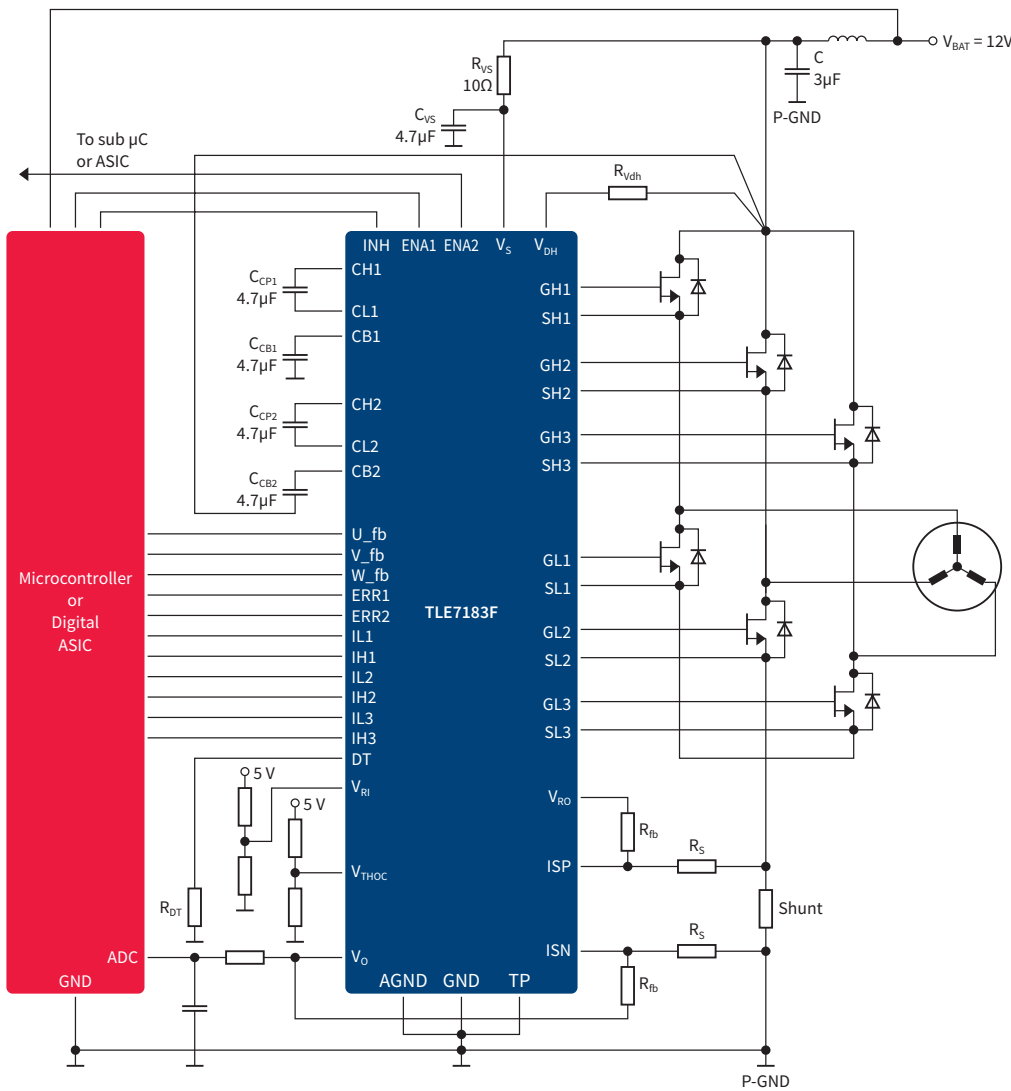 V_BAT = 12V
R_VS
10Ω
C
3µF
P-GND
C_VS
4.7µF
To sub µC
or ASIC
R_Vdh
INH
ENA1
ENA2
V_S
V_DH
C_CP1
4.7µF
CH1
CL1
C_CB1
4.7µF
CB1
C_CP2
4.7µF
CH2
CL2
C_CB2
4.7µF
CB2
GH1
SH1
GH2
SH2
GH3
SH3
U_fb
V_fb
W_fb
ERR1
ERR2
IL1
IH1
IL2
IH2
IL3
IH3
DT
Microcontroller
or
Digital
ASIC
TLE7183F
GL1
SL1
GL2
SL2
GL3
SL3
5 V
V_RI
5 V
V_THOC
R_DT
V_RO
R_fb
ISP
R_S
Shunt
ISN
R_S
R_fb
ADC
V_O
GND
AGND
GND
TP
P-GND